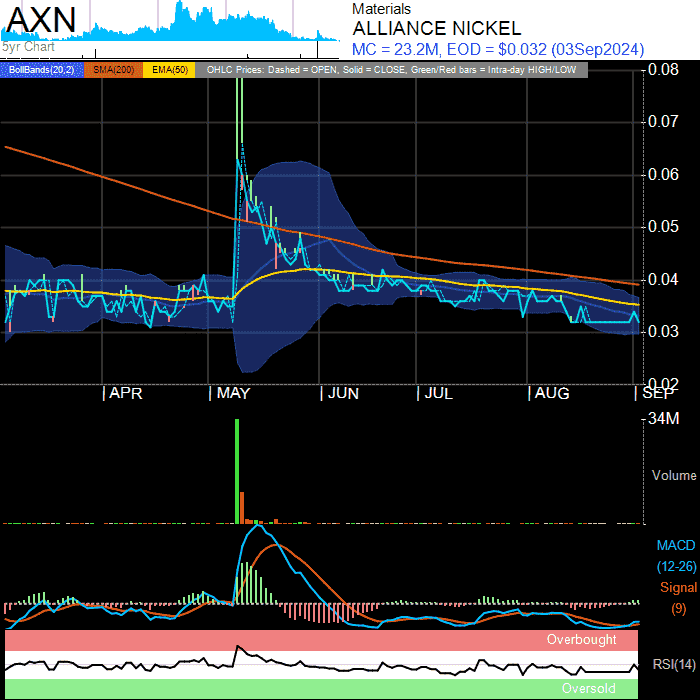 AXN
5yr Chart
Materials
ALLIANCE NICKEL
MC = 23.2M, EOD = $0.032 (03Sep2024)
BollBands(20,2) SMA(200) EMA(50) OHLC Prices: Dashed = OPEN, Solid = CLOSE, Green/Red bars = Intra-day HIGH/LOW
0.08
0.07
0.06
0.05
0.04
0.03
0.02
APR MAY JUN JUL AUG SEP
34M
Volume
MACD
(12-26)
Signal
(9)
Overbought
RSI(14)
Oversold